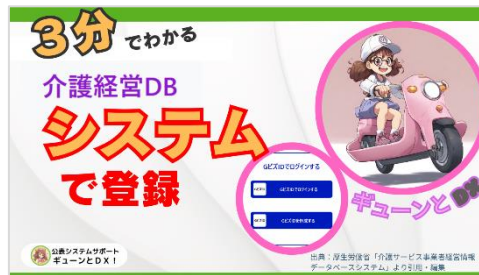 3分でわかる
介護経営DB
システム
で登録
GビズIDでログインする
GビズIDでログインする
GビズIDを作成する
ギューンとDX
公表システムサポート
ギューンとDX！
出典：厚生労働省「介護サービス事業者経営情報
データベースシステム」より引用・編集